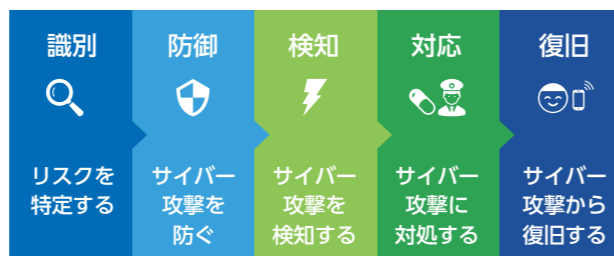 識別
防御
検知
対応
復旧
リスクを
特定する
サイバー
攻撃を
防ぐ
サイバー
攻撃を
検知する
サイバー
攻撃に
対処する
サイバー
攻撃から
復旧する